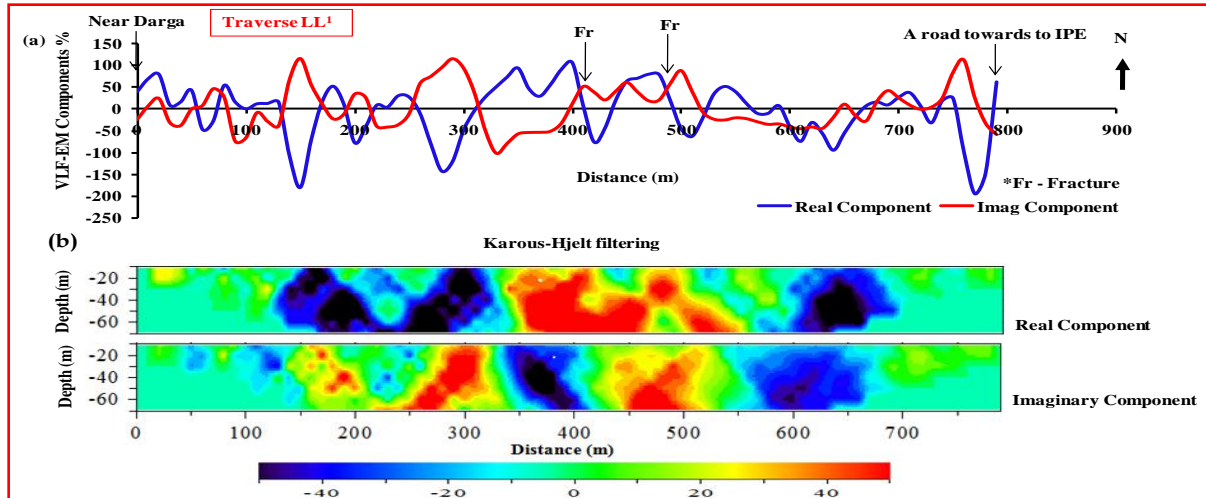 Near Darga
Traverse LL¹
(a)
Fr
Fr
A road towards to IPE
N
VLF-EM Components %
150
100
50
0
-50
-100
-150
-200
-250
0 100 200 300 400 500 600 700 800 900
Distance (m)
*Fr - Fracture
Real Component Imag Component
(b)
Karous-Hjelt filtering
Depth (m)
-20
-40
-60
Real Component
Depth (m)
-20
-40
-60
Imaginary Component
0 100 200 300 400 500 600 700
Distance (m)
-40 -20 0 20 40